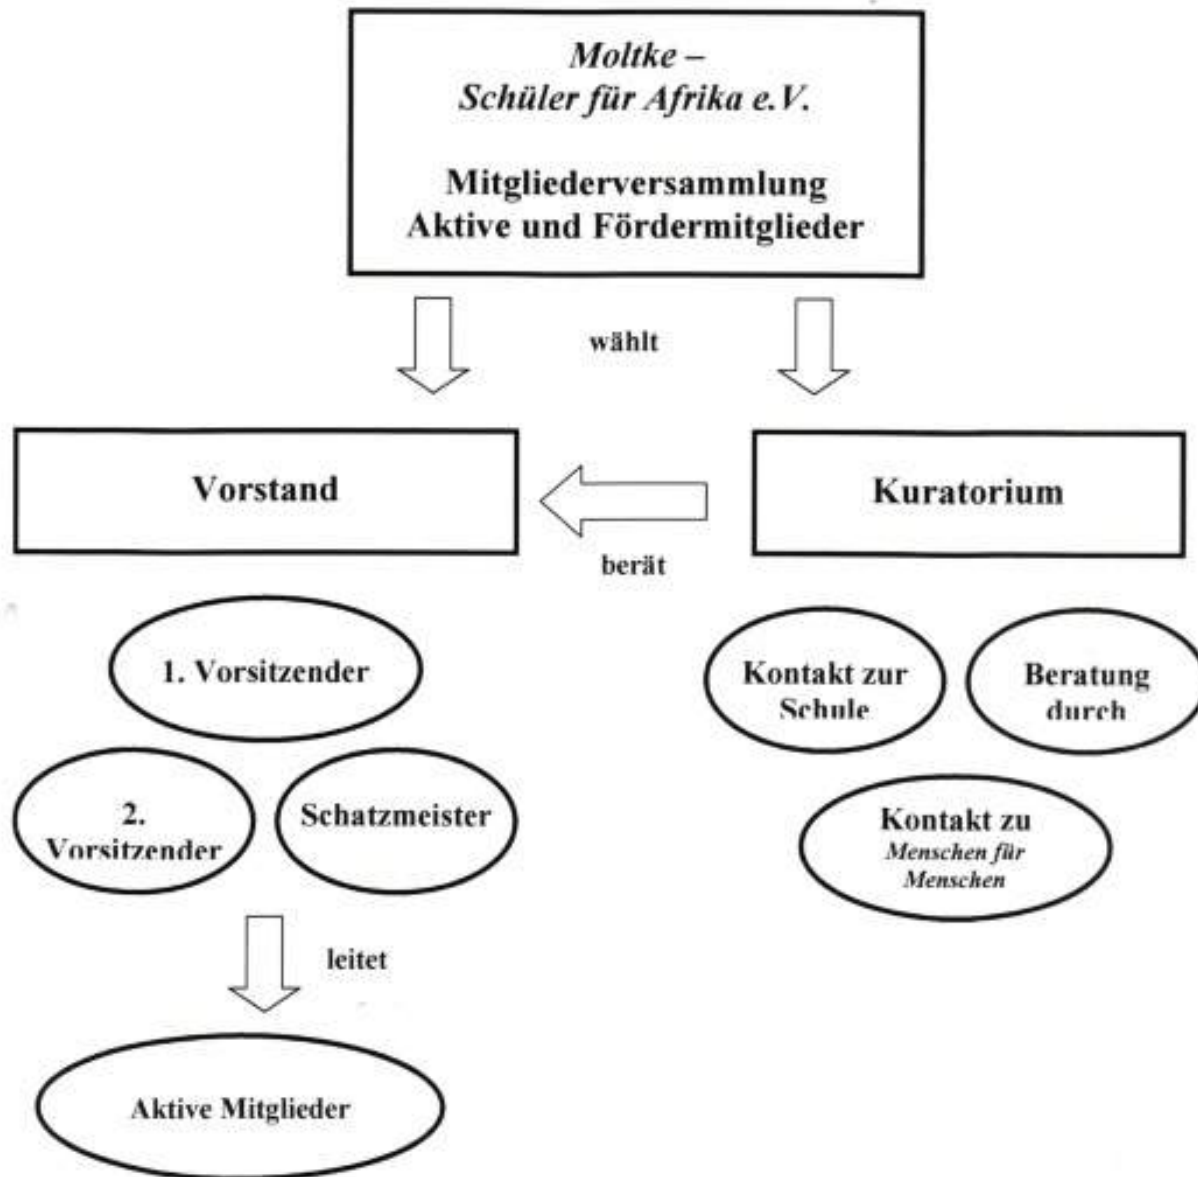 Moltke –
Schüler für Afrika e.V.
Mitgliederversammlung
Aktive und Fördermitglieder
wählt
Vorstand
Kuratorium
berät
1. Vorsitzender
2.
Vorsitzender
Schatzmeister
Kontakt zur
Schule
Beratung
durch
Kontakt zu
Menschen für
Menschen
leitet
Aktive Mitglieder